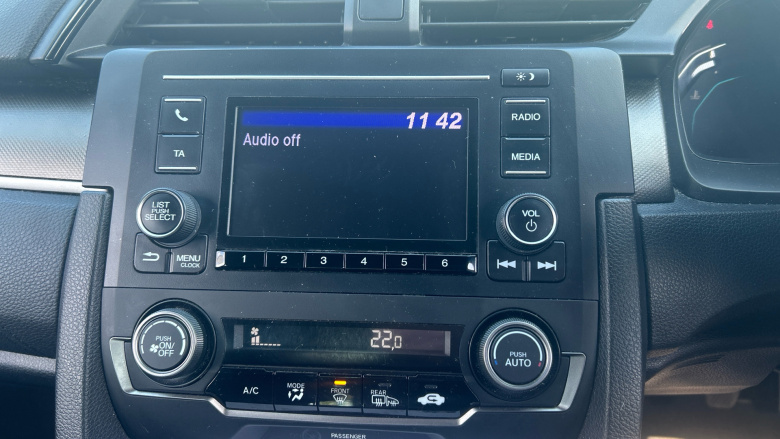 11 42
Audio off
RADIO
TA
MEDIA
LIST
PUSH
SELECT
VOL
MENU
CLOCK
1 2 3 4 5 6
PUSH
ON/
OFF
22.0
PUSH
AUTO
A/C
MODE
FRONT
REAR
PASSENGER